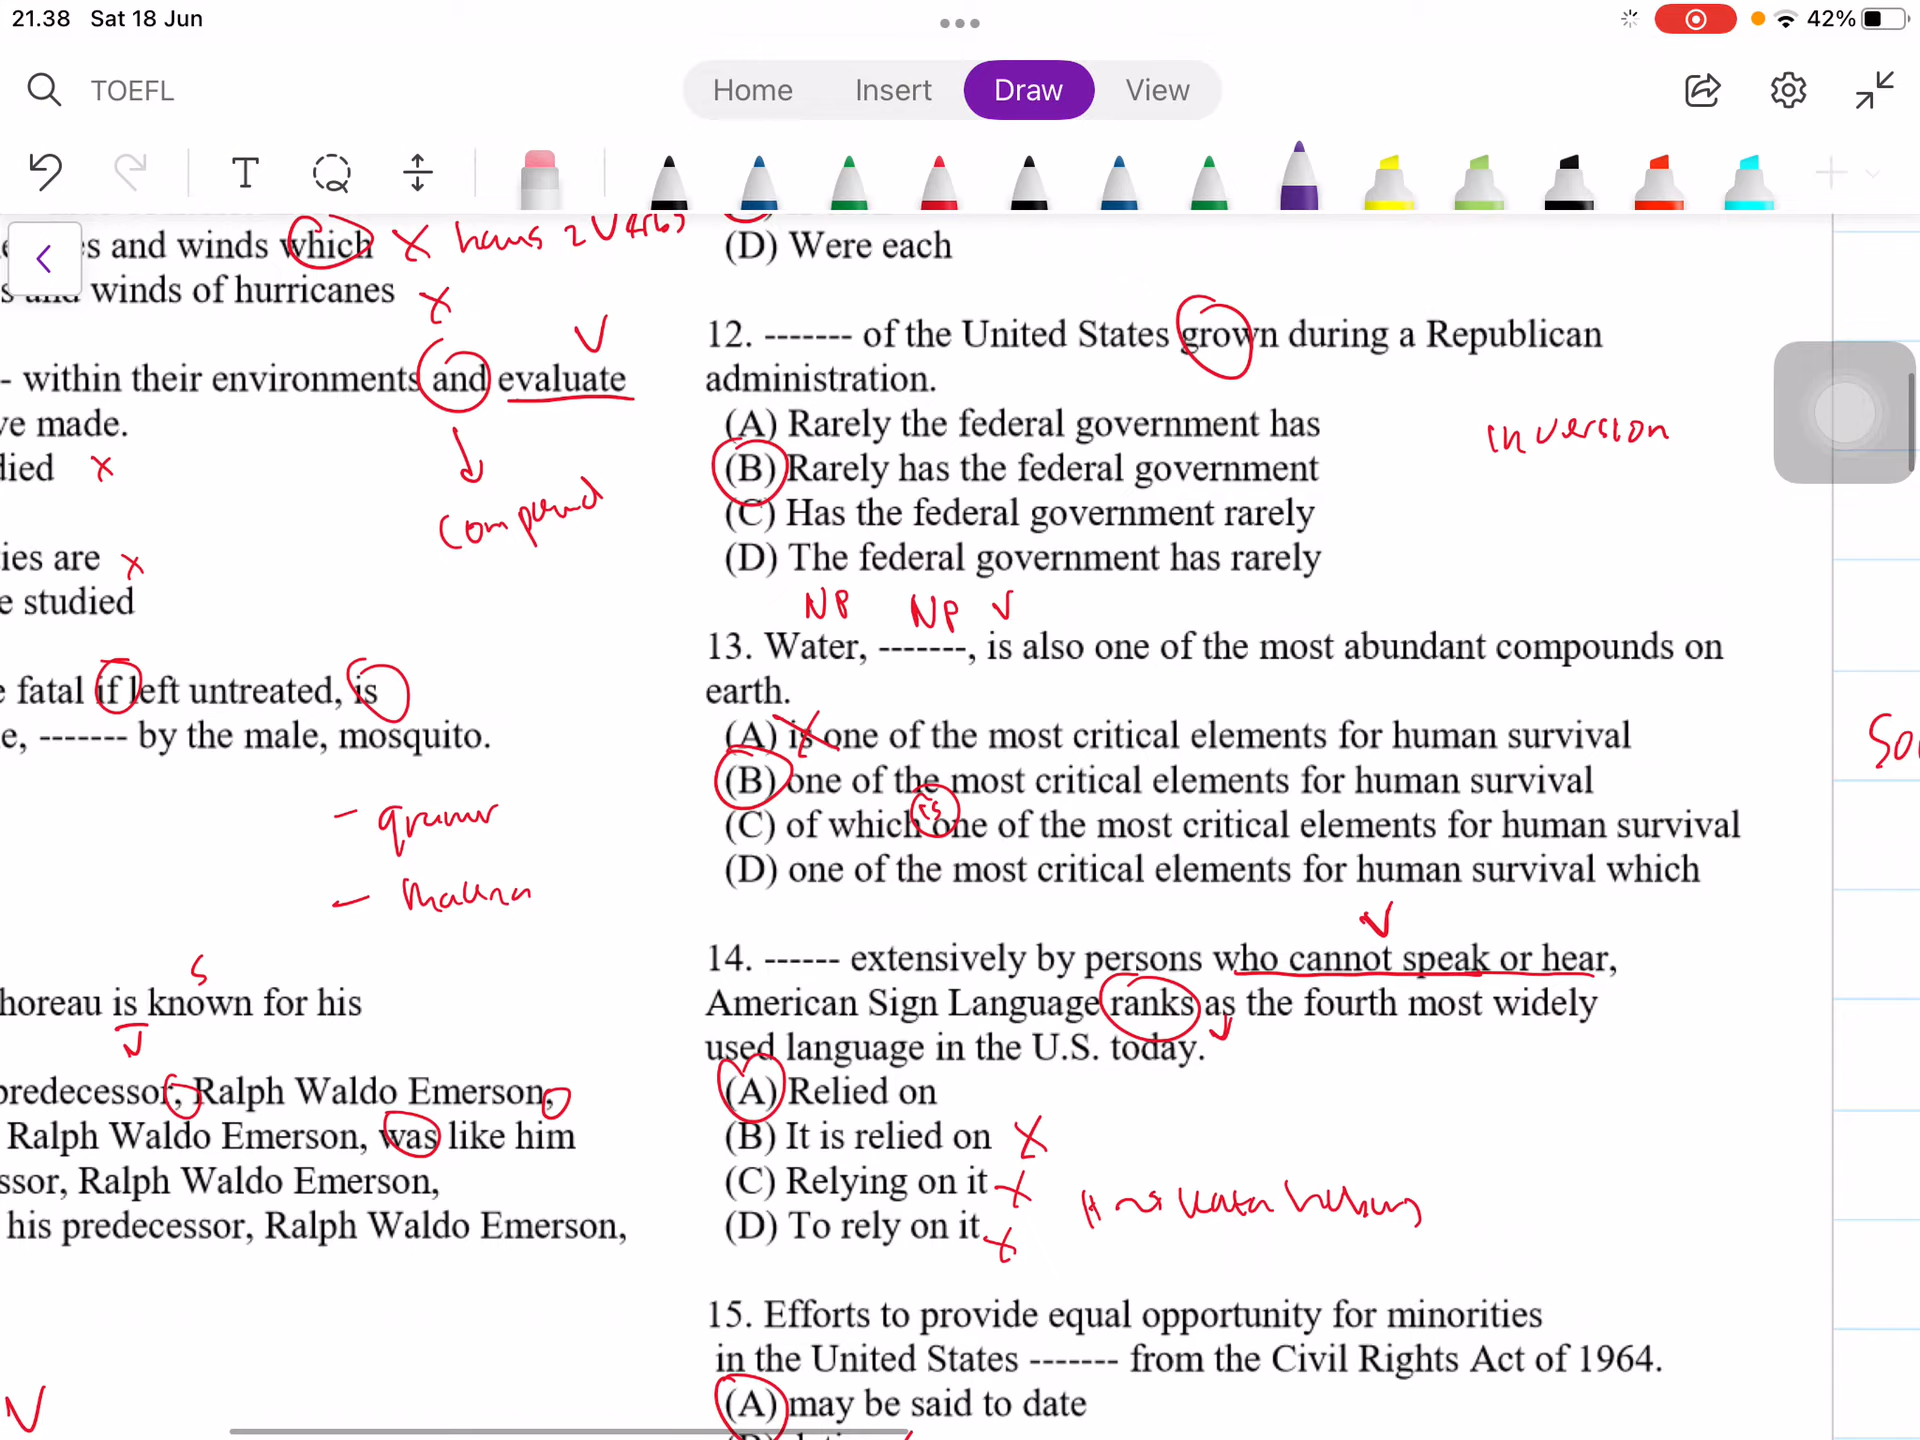 21.38 Sat 18 Jun
42%
TOEFL
Home Insert Draw View
T
s and winds which X harus 2 verbs
winds of hurricanes X
V
- within their environments and evaluate
ve made.
died X
compound
ies are X
e studied
e fatal if left untreated, is
e, ------- by the male, mosquito.
- grammar
- makna
S
horeau is known for his
V
predecessor, Ralph Waldo Emerson,
Ralph Waldo Emerson, was like him
ssor, Ralph Waldo Emerson,
his predecessor, Ralph Waldo Emerson,
V
(D) Were each
12. ------- of the United States grown during a Republican
administration.
(A) Rarely the federal government has
inversion
(B) Rarely has the federal government
(C) Has the federal government rarely
(D) The federal government has rarely
NP NP V
13. Water, -------, is also one of the most abundant compounds on
earth.
(A) is one of the most critical elements for human survival
(B) one of the most critical elements for human survival
is
(C) of which one of the most critical elements for human survival
(D) one of the most critical elements for human survival which
V
14. ------ extensively by persons who cannot speak or hear,
American Sign Language ranks as the fourth most widely
used language in the U.S. today.
(A) Relied on
(B) It is relied on X
(C) Relying on it X
(D) To rely on it X
15. Efforts to provide equal opportunity for minorities
in the United States ------- from the Civil Rights Act of 1964.
(A) may be said to date